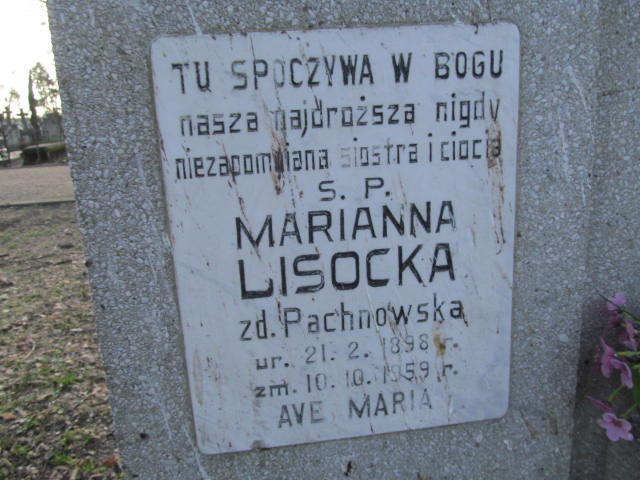 TU SPOCZYWA W BOGU
nasza najdroższa nigdy
niezapomniana siostra i ciocia
S. P.
MARIANNA
LISOCKA
zd. Pachnowska
ur. 21. 2. 1898 r.
zm. 10. 10. 1959 r.
AVE MARIA